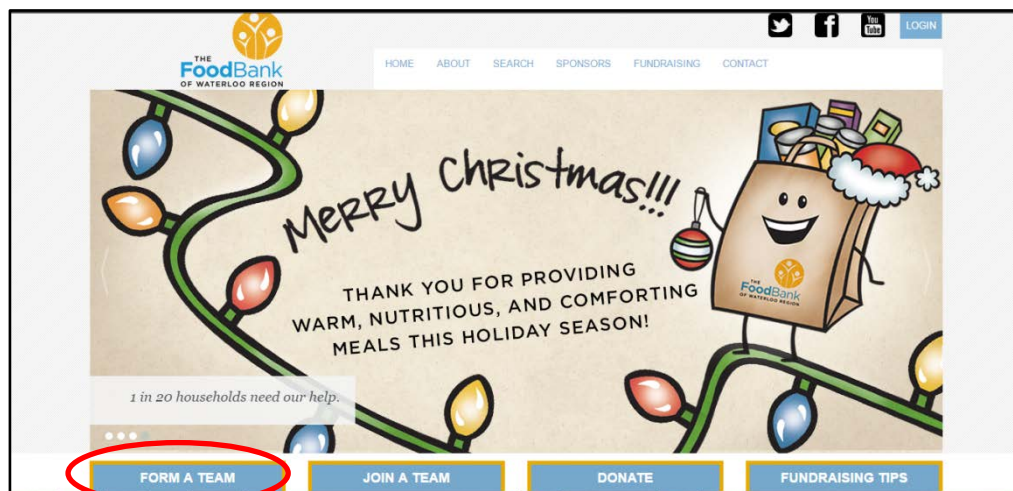 You Tube
LOGIN
THE
FoodBank
OF WATERLOO REGION
HOME ABOUT SEARCH SPONSORS FUNDRAISING CONTACT
MERRY CHRISTMAS!!!
THANK YOU FOR PROVIDING
WARM, NUTRITIOUS, AND COMFORTING
MEALS THIS HOLIDAY SEASON!
THE
FoodBank
OF WATERLOO REGION
1 in 20 households need our help.
FORM A TEAM JOIN A TEAM DONATE FUNDRAISING TIPS